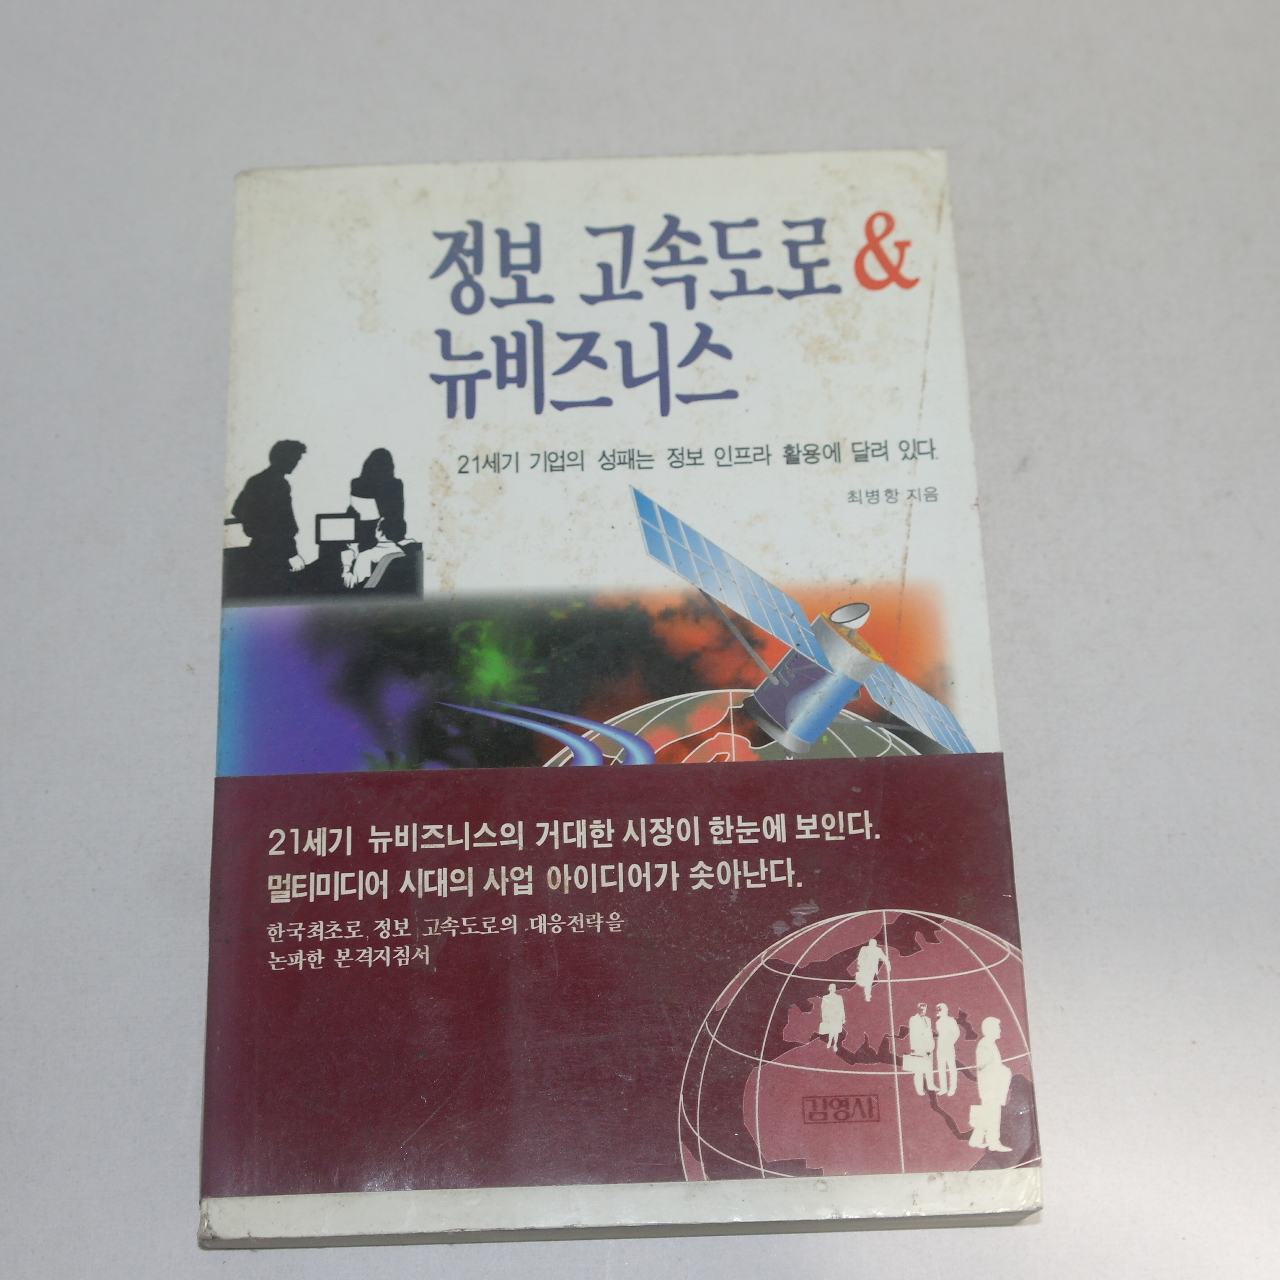 정보 고속도로 &
뉴비즈니스
21세기 기업의 성패는 정보 인프라 활용에 달려 있다.
최병항 지음
21세기 뉴비즈니스의 거대한 시장이 한눈에 보인다.
멀티미디어 시대의 사업 아이디어가 솟아난다.
한국최초로 정보 고속도로의 대응전략을
논파한 본격지침서
김영사